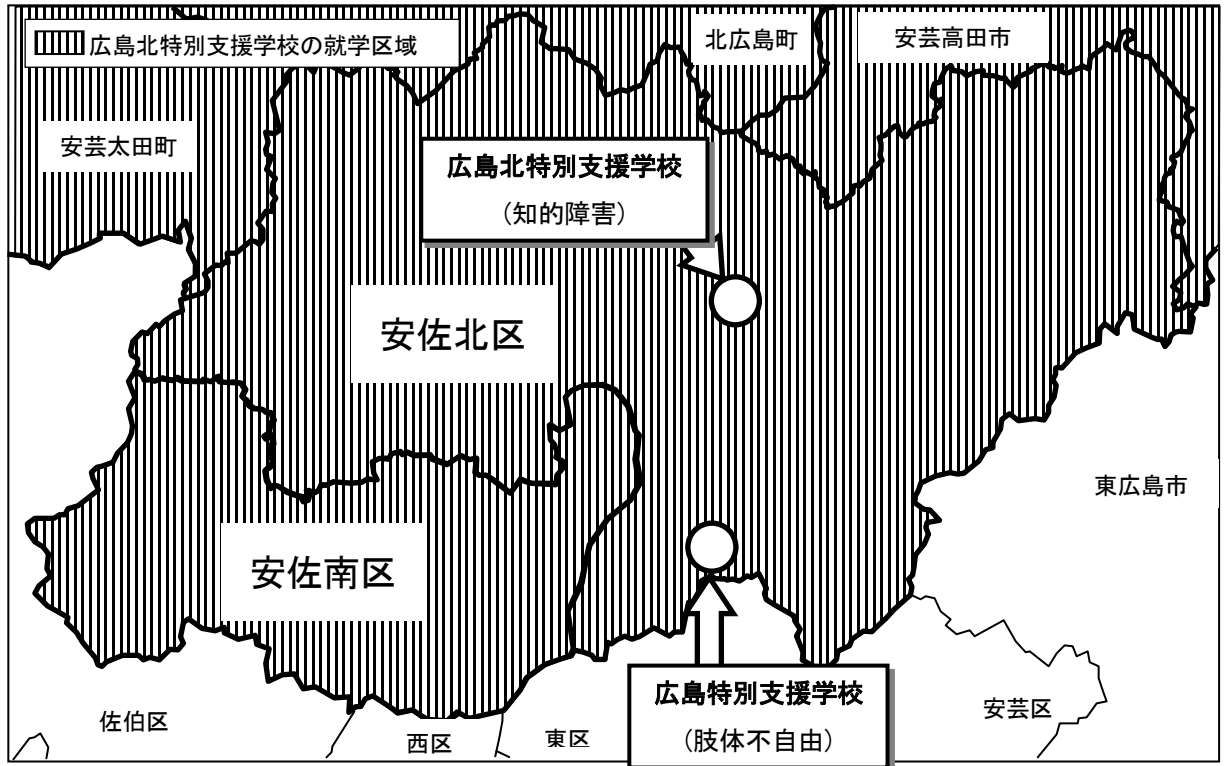 広島北特別支援学校の就学区域
北広島町
安芸高田市
安芸太田町
広島北特別支援学校
（知的障害）
安佐北区
東広島市
安佐南区
広島特別支援学校
（肢体不自由）
佐伯区
西区
東区
安芸区